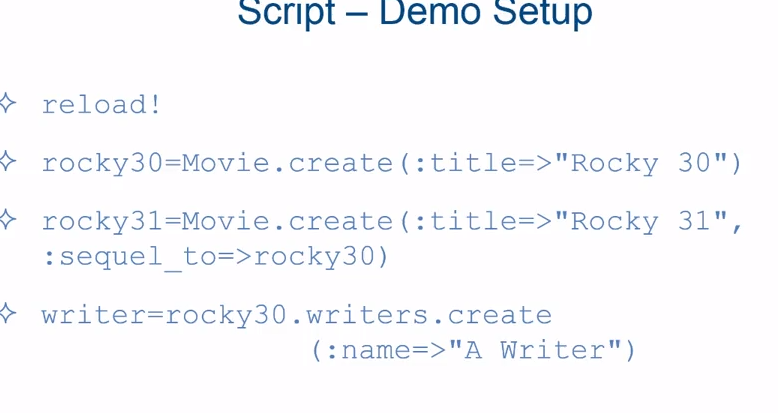 Script – Demo Setup
reload!
rocky30=Movie.create(:title=>"Rocky 30")
rocky31=Movie.create(:title=>"Rocky 31",
:sequel_to=>rocky30)
writer=rocky30.writers.create
(:name=>"A Writer")